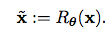 x̃ := R_θ(x).